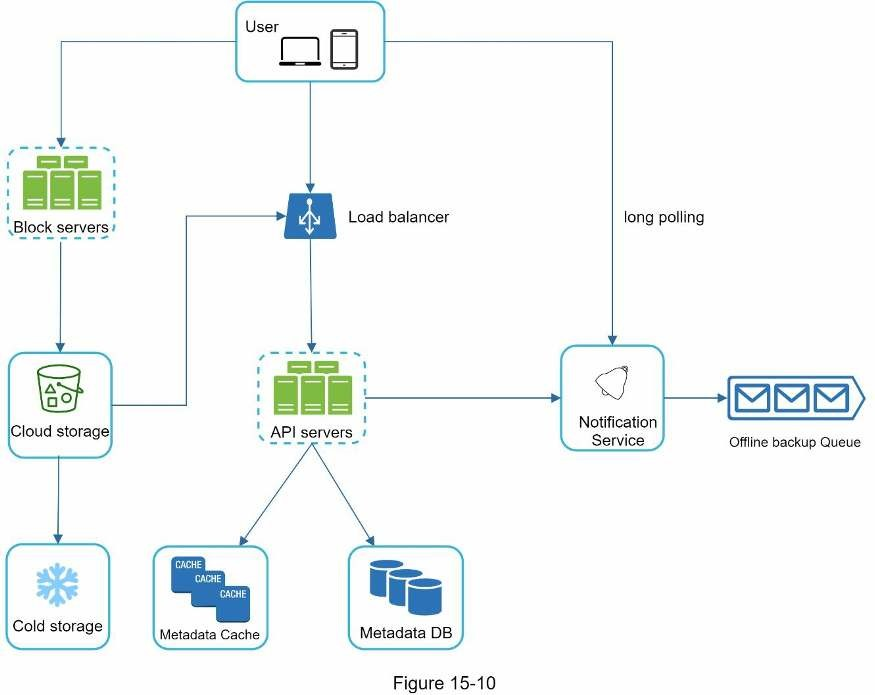 User
Block servers
Load balancer
long polling
Cloud storage
API servers
Notification
Service
Offline backup Queue
Cold storage
CACHE
CACHE
CACHE
Metadata Cache
Metadata DB
Figure 15-10